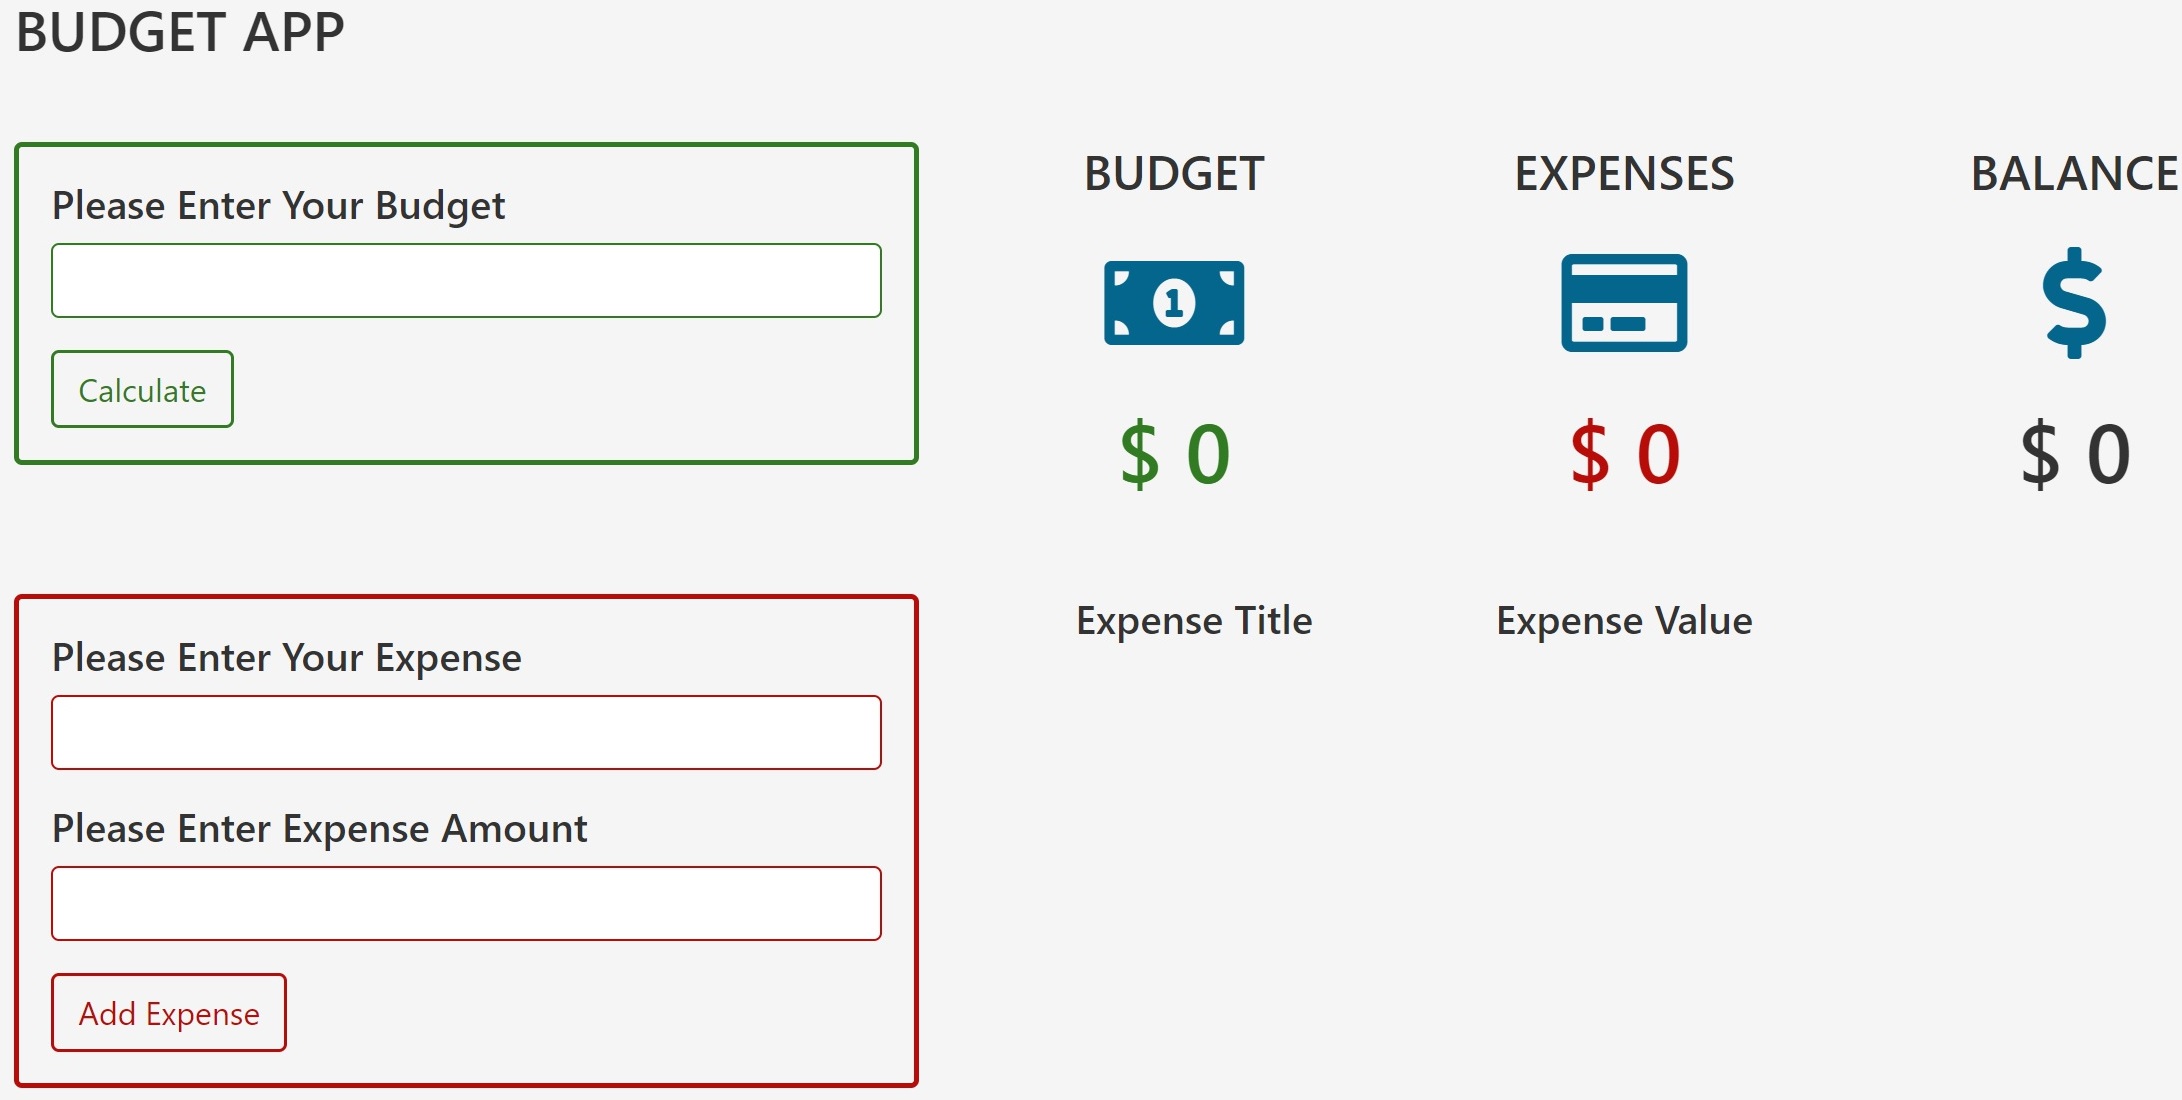 BUDGET APP
Please Enter Your Budget
Calculate
BUDGET
EXPENSES
BALANCE
1
$ 0
$ 0
$ 0
Please Enter Your Expense
Please Enter Expense Amount
Add Expense
Expense Title
Expense Value